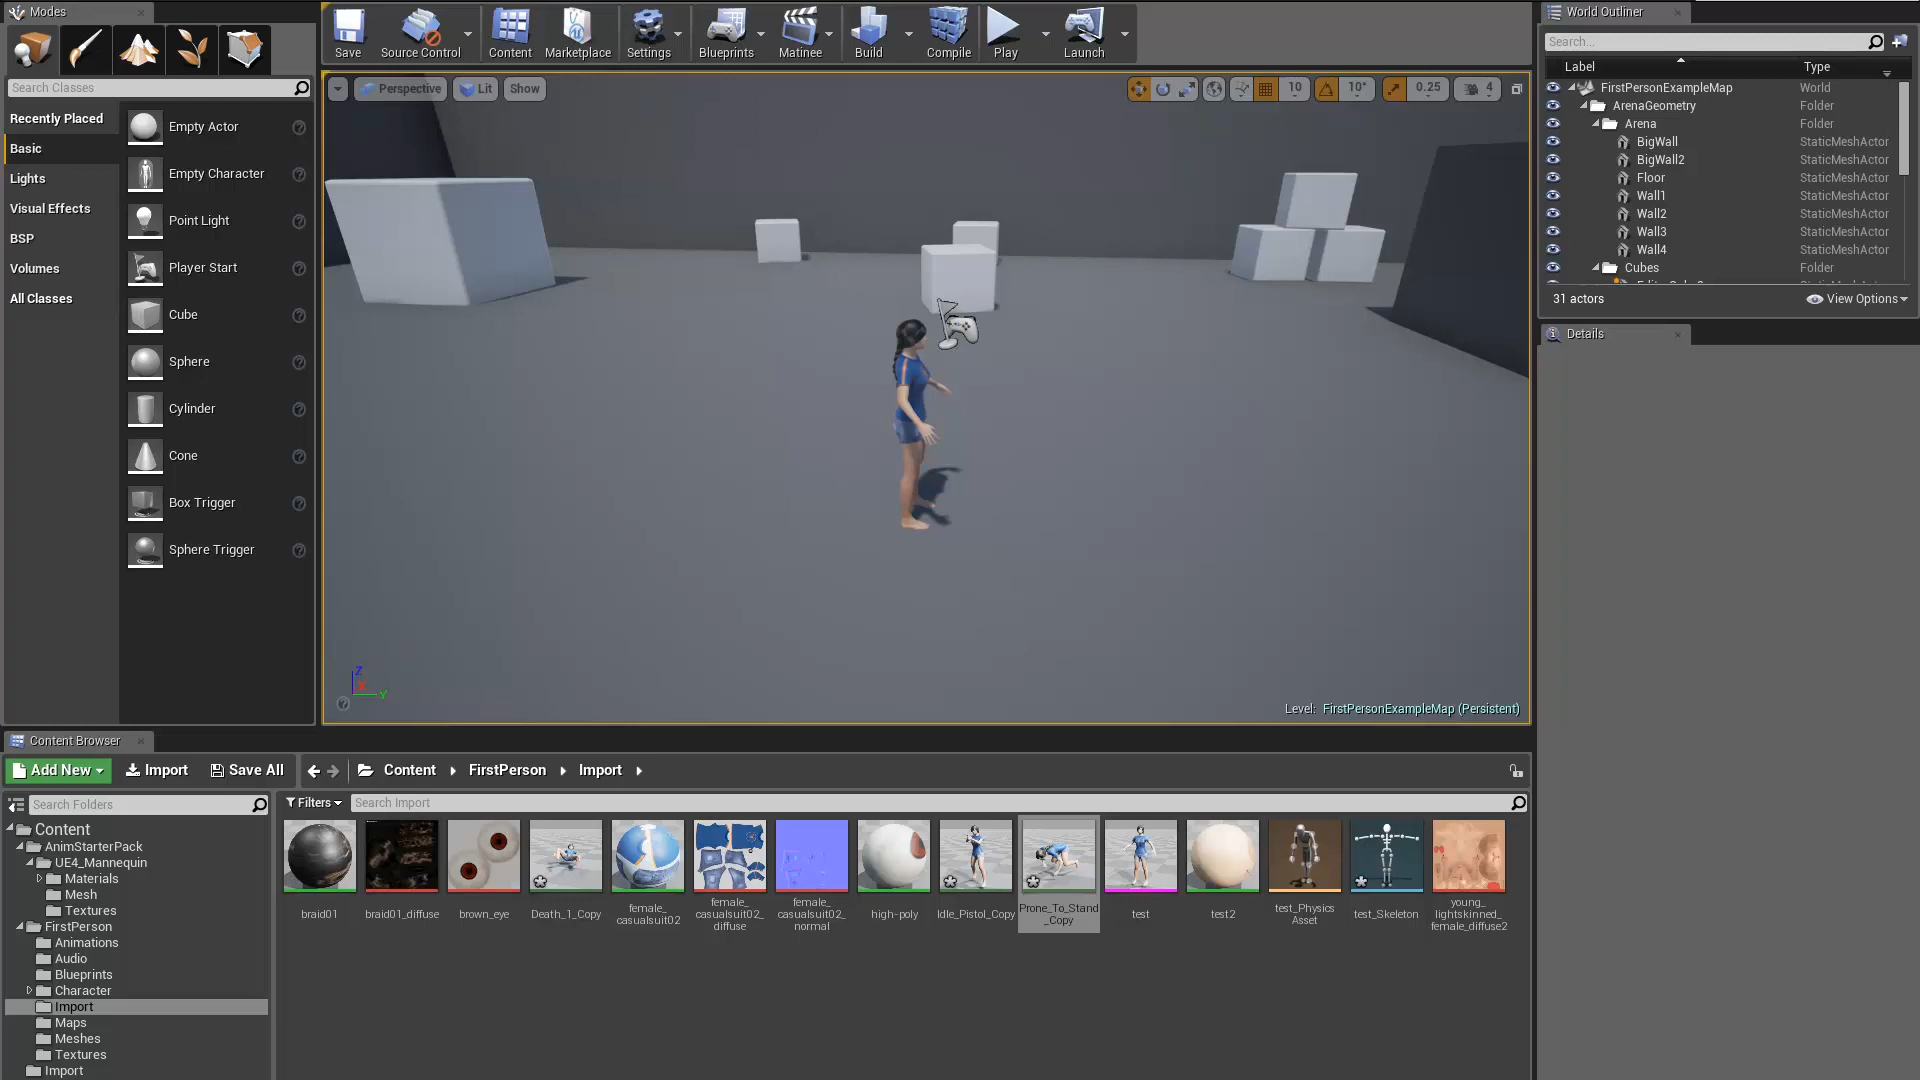 Modes
Save
Source Control
Content
Marketplace
Settings
Blueprints
Matinee
Build
Compile
Play
Launch
Search Classes
Recently Placed
Basic
Lights
Visual Effects
BSP
Volumes
All Classes
Empty Actor
Empty Character
Point Light
Player Start
Cube
Sphere
Cylinder
Cone
Box Trigger
Sphere Trigger
Perspective
Lit
Show
10
10°
0.25
4
Z
Y
Level: FirstPersonExampleMap (Persistent)
World Outliner
Search...
Label Type
FirstPersonExampleMap World
ArenaGeometry Folder
Arena Folder
BigWall StaticMeshActor
BigWall2 StaticMeshActor
Floor StaticMeshActor
Wall1 StaticMeshActor
Wall2 StaticMeshActor
Wall3 StaticMeshActor
Wall4 StaticMeshActor
Cubes Folder
31 actors
View Options
Details
Content Browser
Add New
Import
Save All
Content
FirstPerson
Import
Search Folders
Filters
Search Import
Content
AnimStarterPack
UE4_Mannequin
Materials
Mesh
Textures
FirstPerson
Animations
Audio
Blueprints
Character
Import
Maps
Meshes
Textures
Import
braid01
braid01_diffuse
brown_eye
Death_1_Copy
female_
casualsuit02
female_
casualsuit02_
diffuse
female_
casualsuit02_
normal
high-poly
Idle_Pistol_Copy
Prone_To_Stand
_Copy
test
test2
test_Physics
Asset
test_Skeleton
young_
lightskinned_
female_diffuse2